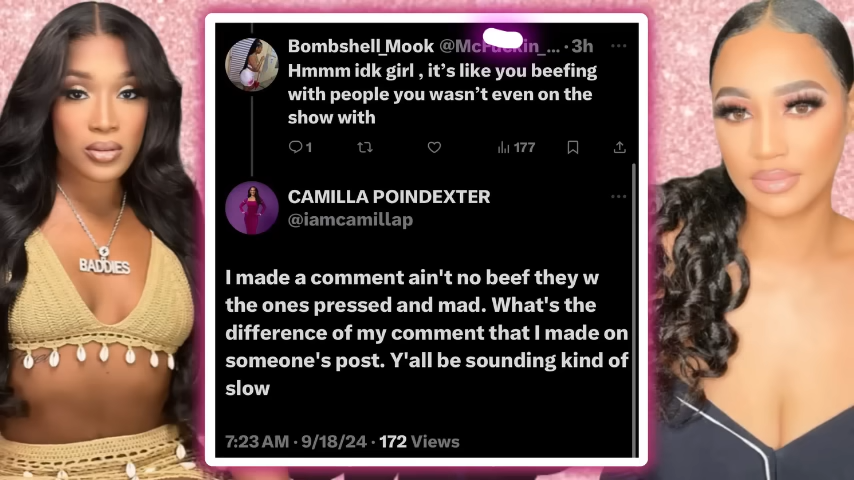 Bombshell_Mook @McFuckin_... · 3h
Hmmm idk girl , it's like you beefing
with people you wasn't even on the
show with
1 177
CAMILLA POINDEXTER
@iamcamillap
BADDIES
I made a comment ain't no beef they w
the ones pressed and mad. What's the
difference of my comment that I made on
someone's post. Y'all be sounding kind of
slow
7:23 AM · 9/18/24 · 172 Views